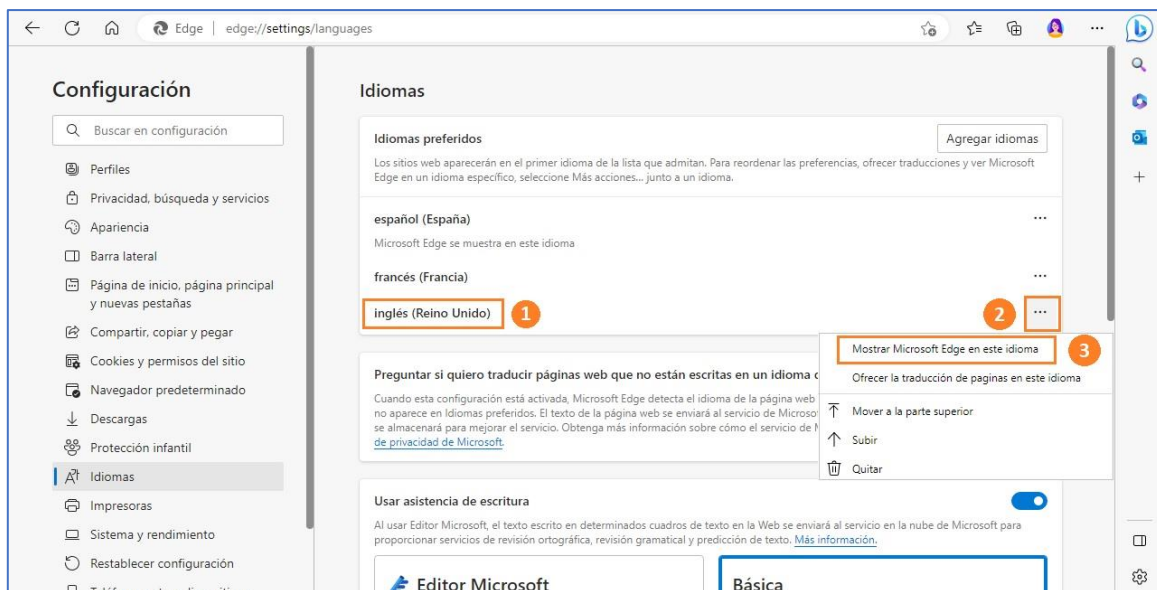 Edge | edge://settings/languages
Configuración
Buscar en configuración
Perfiles
Privacidad, búsqueda y servicios
Apariencia
Barra lateral
Página de inicio, página principal
y nuevas pestañas
Compartir, copiar y pegar
Cookies y permisos del sitio
Navegador predeterminado
Descargas
Protección infantil
Idiomas
Impresoras
Sistema y rendimiento
Restablecer configuración
Idiomas
Idiomas preferidos
Agregar idiomas
Los sitios web aparecerán en el primer idioma de la lista que admitan. Para reordenar las preferencias, ofrecer traducciones y ver Microsoft
Edge en un idioma específico, seleccione Más acciones... junto a un idioma.
español (España)
Microsoft Edge se muestra en este idioma
francés (Francia)
inglés (Reino Unido) 1 2
Mostrar Microsoft Edge en este idioma 3
Ofrecer la traducción de paginas en este idioma
Mover a la parte superior
Subir
Quitar
Preguntar si quiero traducir páginas web que no están escritas en un idioma
Cuando esta configuración está activada, Microsoft Edge detecta el idioma de la página web
no aparece en Idiomas preferidos. El texto de la página web se enviará al servicio de
se almacenará para mejorar el servicio. Obtenga más información sobre cómo el servicio de
de privacidad de Microsoft.
Usar asistencia de escritura
Al usar Editor Microsoft, el texto escrito en determinados cuadros de texto en la Web se enviará al servicio en la nube de Microsoft para
proporcionar servicios de revisión ortográfica, revisión gramatical y predicción de texto. Más información.
Editor Microsoft
Básica